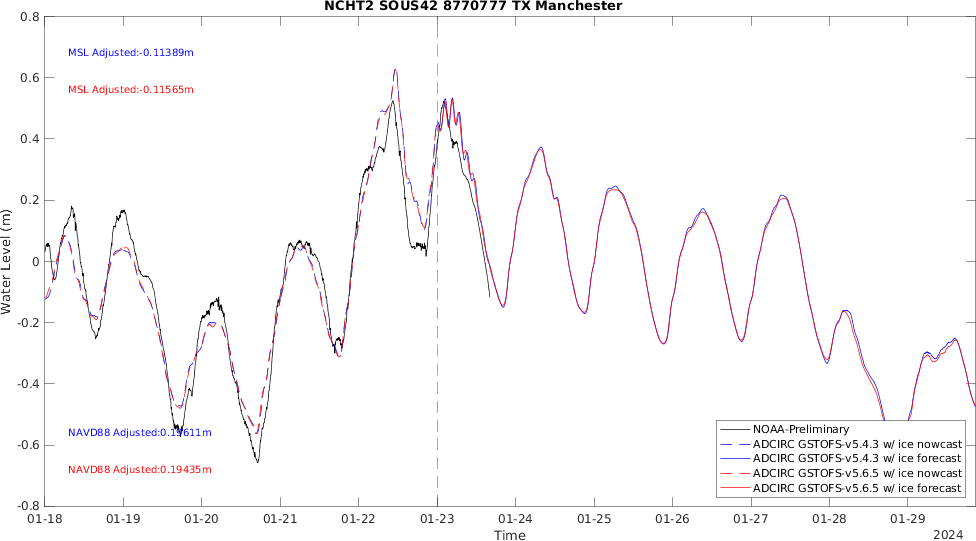 NCHT2 SOUS42 8770777 TX Manchester
0.8
MSL Adjusted:-0.11389m
0.6
MSL Adjusted:-0.11565m
0.4
0.2
Water Level (m)
0
-0.2
-0.4
NAVD88 Adjusted:0.19611m
-0.6
NAVD88 Adjusted:0.19435m
-0.8
NOAA-Preliminary
ADCIRC GSTOFS-v5.4.3 w/ ice nowcast
ADCIRC GSTOFS-v5.4.3 w/ ice forecast
ADCIRC GSTOFS-v5.6.5 w/ ice nowcast
ADCIRC GSTOFS-v5.6.5 w/ ice forecast
01-18 01-19 01-20 01-21 01-22 01-23 01-24 01-25 01-26 01-27 01-28 01-29
Time
2024